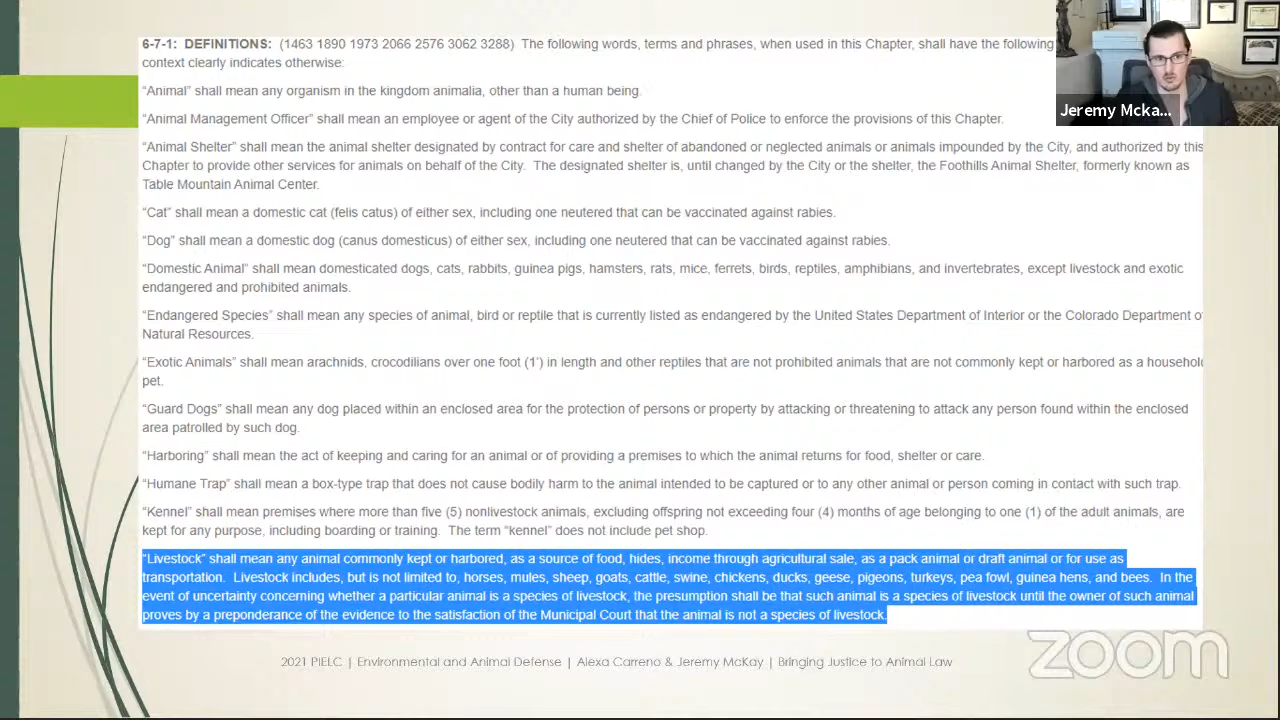 6-7-1: DEFINITIONS: (1463 1890 1973 2066 2576 3062 3288) The following words, terms and phrases, when used in this Chapter, shall have the following
context clearly indicates otherwise:
“Animal” shall mean any organism in the kingdom animalia, other than a human being.
“Animal Management Officer” shall mean an employee or agent of the City authorized by the Chief of Police to enforce the provisions of this Chapter.
“Animal Shelter” shall mean the animal shelter designated by contract for care and shelter of abandoned or neglected animals or animals impounded by the City, and authorized by this
Chapter to provide other services for animals on behalf of the City. The designated shelter is, until changed by the City or the shelter, the Foothills Animal Shelter, formerly known as
Table Mountain Animal Center.
“Cat” shall mean a domestic cat (felis catus) of either sex, including one neutered that can be vaccinated against rabies.
“Dog” shall mean a domestic dog (canus domesticus) of either sex, including one neutered that can be vaccinated against rabies.
“Domestic Animal” shall mean domesticated dogs, cats, rabbits, guinea pigs, hamsters, rats, mice, ferrets, birds, reptiles, amphibians, and invertebrates, except livestock and exotic
endangered and prohibited animals.
“Endangered Species” shall mean any species of animal, bird or reptile that is currently listed as endangered by the United States Department of Interior or the Colorado Department of
Natural Resources.
“Exotic Animals” shall mean arachnids, crocodilians over one foot (1’) in length and other reptiles that are not prohibited animals that are not commonly kept or harbored as a household
pet.
“Guard Dogs” shall mean any dog placed within an enclosed area for the protection of persons or property by attacking or threatening to attack any person found within the enclosed
area patrolled by such dog.
“Harboring” shall mean the act of keeping and caring for an animal or of providing a premises to which the animal returns for food, shelter or care.
“Humane Trap” shall mean a box-type trap that does not cause bodily harm to the animal intended to be captured or to any other animal or person coming in contact with such trap.
“Kennel” shall mean premises where more than five (5) nonlivestock animals, excluding offspring not exceeding four (4) months of age belonging to one (1) of the adult animals, are
kept for any purpose, including boarding or training. The term “kennel” does not include pet shop.
“Livestock” shall mean any animal commonly kept or harbored, as a source of food, hides, income through agricultural sale, as a pack animal or draft animal or for use as
transportation. Livestock includes, but is not limited to, horses, mules, sheep, goats, cattle, swine, chickens, ducks, geese, pigeons, turkeys, pea fowl, guinea hens, and bees. In the
event of uncertainty concerning whether a particular animal is a species of livestock, the presumption shall be that such animal is a species of livestock until the owner of such animal
proves by a preponderance of the evidence to the satisfaction of the Municipal Court that the animal is not a species of livestock.
Jeremy Mcka...
2021 PIELC | Environmental and Animal Defense | Alexa Carreno & Jeremy McKay | Bringing Justice to Animal Law
zoom